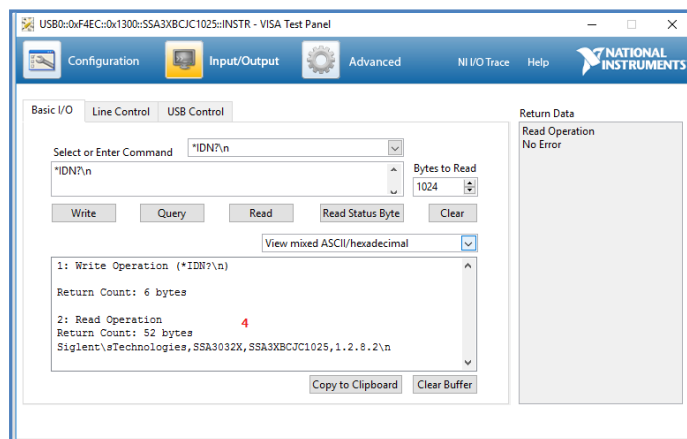 USB0::0xF4EC::0x1300::SSA3XBCJC1025::INSTR - VISA Test Panel
Configuration Input/Output Advanced NI I/O Trace Help NATIONAL INSTRUMENTS
Basic I/O Line Control USB Control
Return Data
Read Operation
No Error
Select or Enter Command *IDN?\n
*IDN?\n
Bytes to Read
1024
Write Query Read Read Status Byte Clear
View mixed ASCII/hexadecimal
1: Write Operation (*IDN?\n)
Return Count: 6 bytes
2: Read Operation
4
Return Count: 52 bytes
Siglent\sTechnologies,SSA3032X,SSA3XBCJC1025,1.2.8.2\n
Copy to Clipboard Clear Buffer